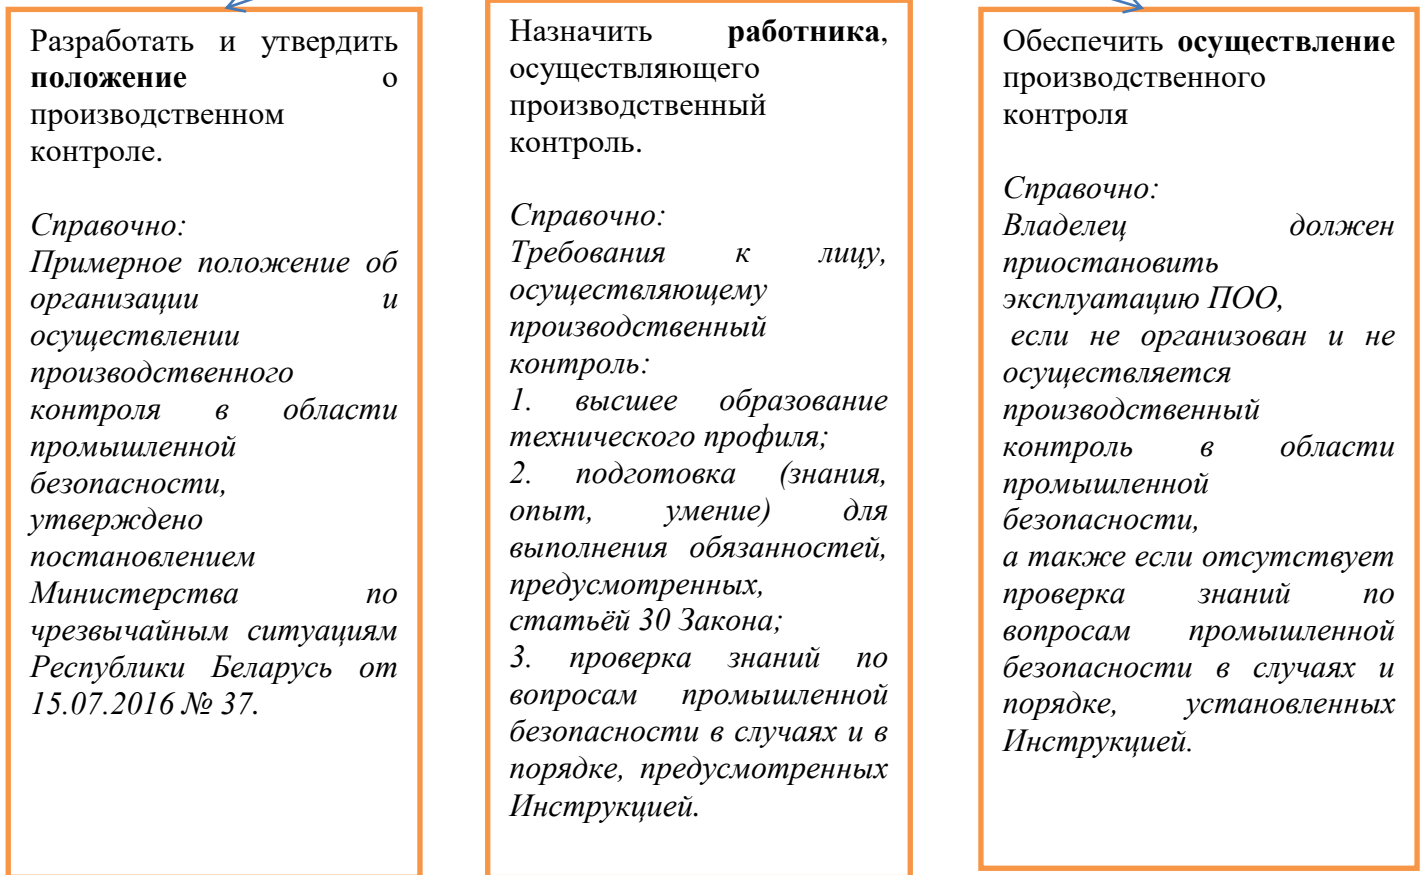 Разработать и утвердить
положение о
производственном
контроле.
Справочно:
Примерное положение об
организации и
осуществлении
производственного
контроля в области
промышленной
безопасности,
утверждено
постановлением
Министерства по
чрезвычайным ситуациям
Республики Беларусь от
15.07.2016 № 37.
Назначить работника,
осуществляющего
производственный
контроль.
Справочно:
Требования к лицу,
осуществляющему
производственный
контроль:
1. высшее образование
технического профиля;
2. подготовка (знания,
опыт, умение) для
выполнения обязанностей,
предусмотренных,
статьёй 30 Закона;
3. проверка знаний по
вопросам промышленной
безопасности в случаях и в
порядке, предусмотренных
Инструкцией.
Обеспечить осуществление
производственного
контроля
Справочно:
Владелец должен
приостановить
эксплуатацию ПОО,
если не организован и не
осуществляется
производственный
контроль в области
промышленной
безопасности,
а также если отсутствует
проверка знаний по
вопросам промышленной
безопасности в случаях и
порядке, установленных
Инструкцией.